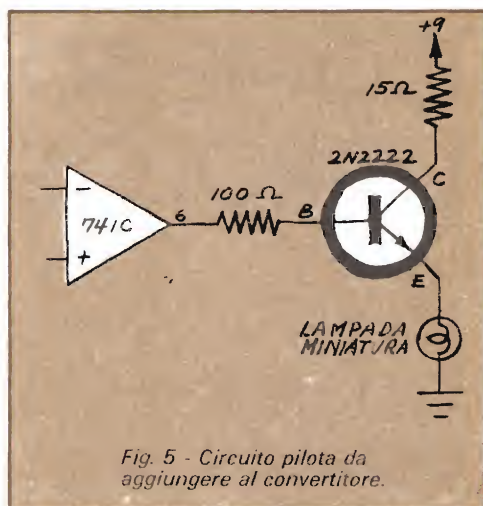 +9
15Ω
2N2222
C
100 Ω
B
6
741C
-
+
E
LAMPADA
MINIATURA
Fig. 5 - Circuito pilota da
aggiungere al convertitore.